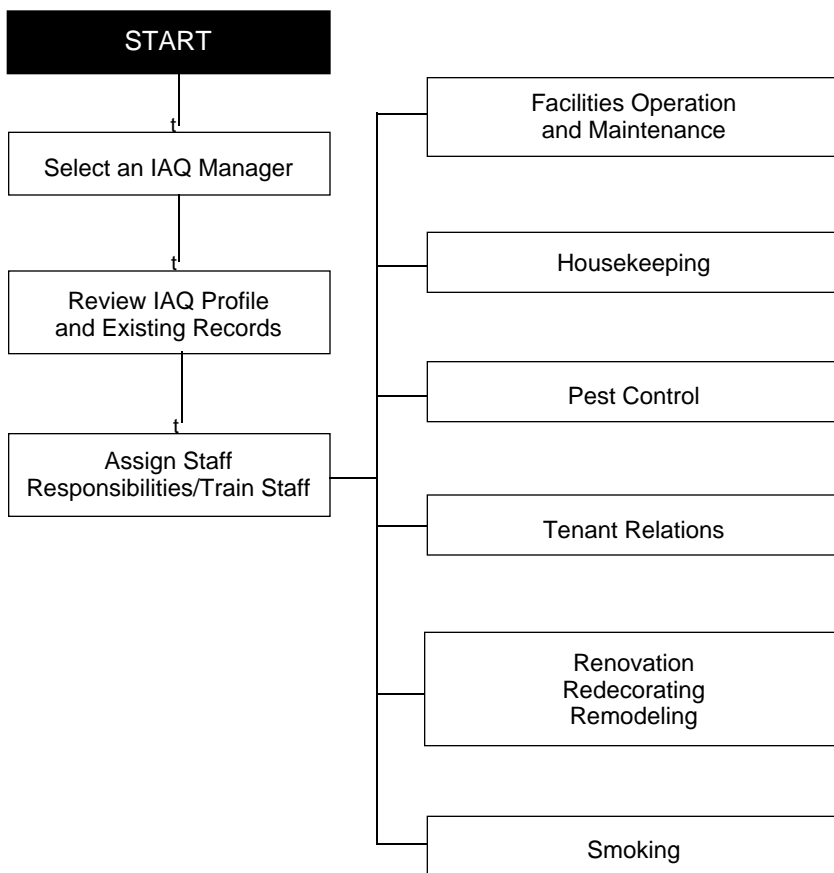 START
t
Select an IAQ Manager
t
Review IAQ Profile
and Existing Records
t
Assign Staff
Responsibilities/Train Staff
Facilities Operation
and Maintenance
Housekeeping
Pest Control
Tenant Relations
Renovation
Redecorating
Remodeling
Smoking